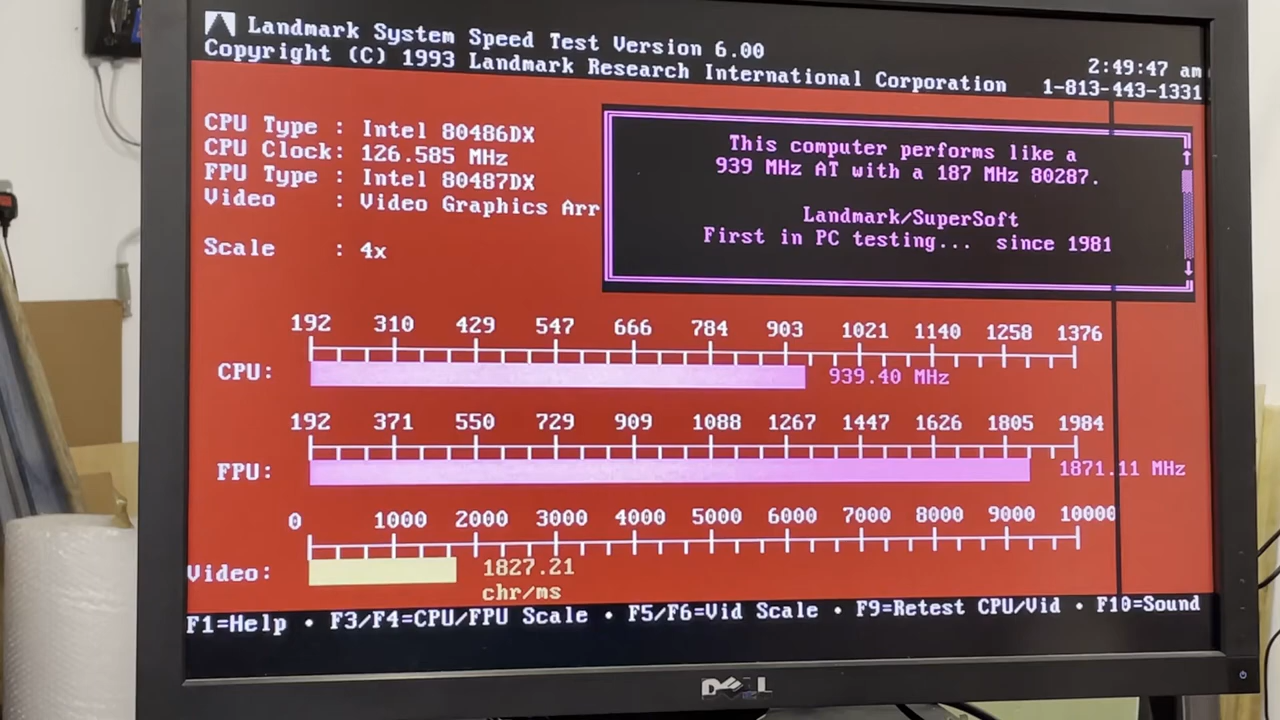 Landmark System Speed Test Version 6.00
2:49:47 am
Copyright (C) 1993 Landmark Research International Corporation
1-813-443-1331
CPU Type : Intel 80486DX
CPU Clock: 126.585 MHz
FPU Type : Intel 80487DX
Video : Video Graphics Arr
Scale : 4x
This computer performs like a
939 MHz AT with a 187 MHz 80287.
Landmark/SuperSoft
First in PC testing... since 1981
192 310 429 547 666 784 903 1021 1140 1258 1376
CPU: 939.40 MHz
192 371 550 729 909 1088 1267 1447 1626 1805 1984
FPU: 1871.11 MHz
0 1000 2000 3000 4000 5000 6000 7000 8000 9000 10000
Video: 1827.21
chr/ms
F1=Help • F3/F4=CPU/FPU Scale • F5/F6=Vid Scale • F9=Retest CPU/Vid • F10=Sound
DELL